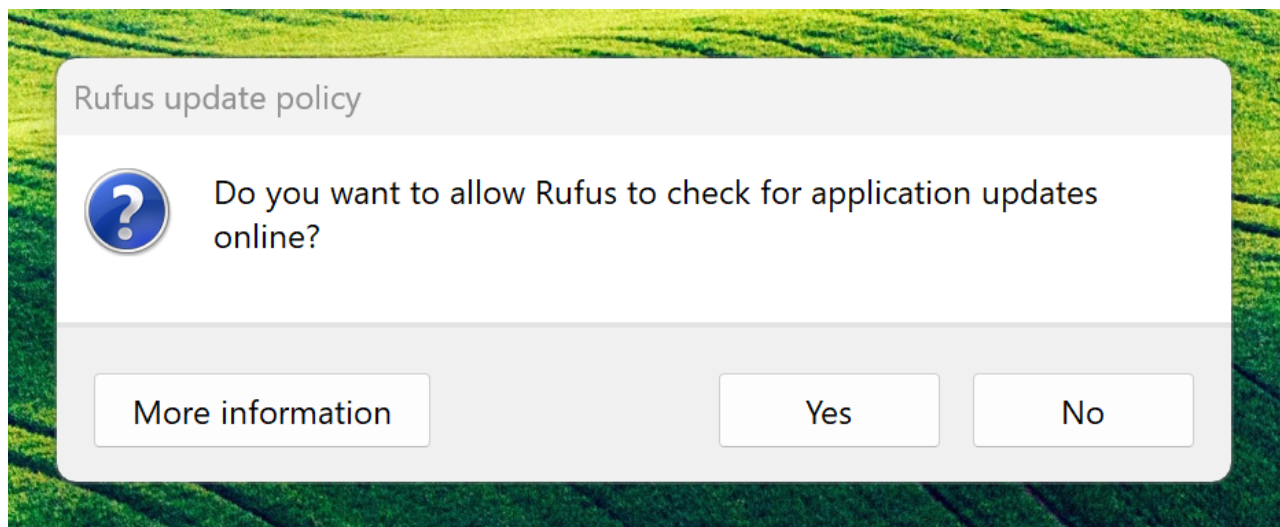 Rufus update policy
Do you want to allow Rufus to check for application updates
online?
More information
Yes
No